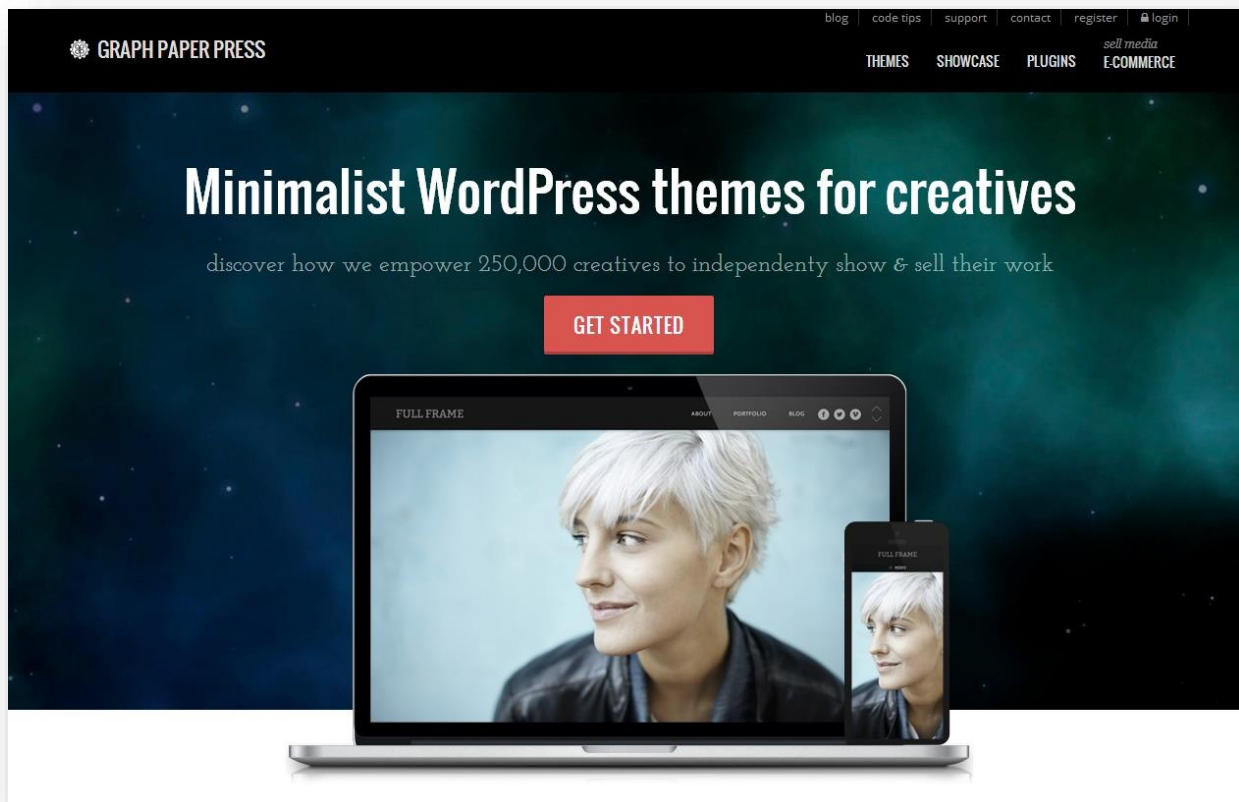 blog code tips support contact register login
GRAPH PAPER PRESS
sell media
THEMES SHOWCASE PLUGINS E-COMMERCE
Minimalist WordPress themes for creatives
discover how we empower 250,000 creatives to independenty show & sell their work
GET STARTED
FULL FRAME ABOUT PORTFOLIO BLOG
FULL FRAME
MENU